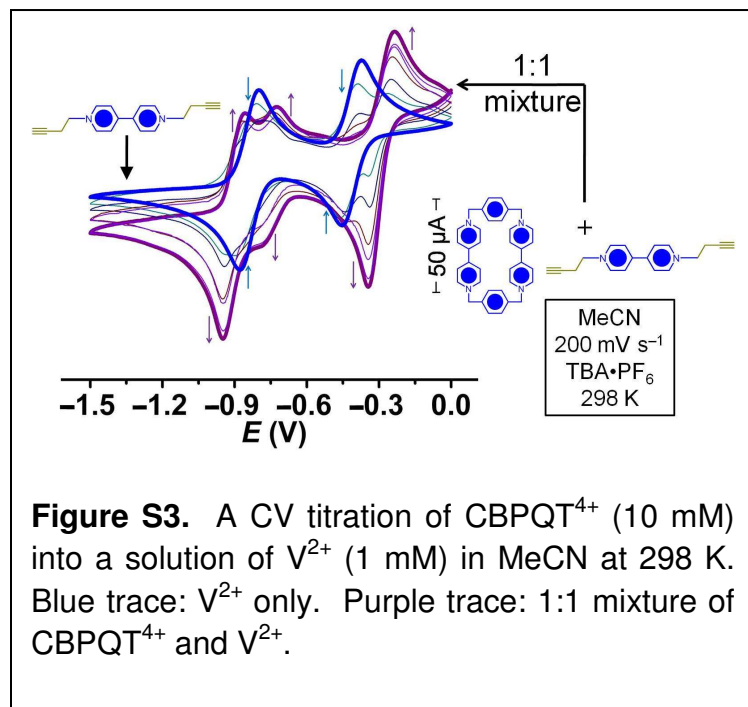 1:1
mixture
50 µA
N
N
N
N
N
N
+
N
N
MeCN
200 mV s⁻¹
TBA•PF₆
298 K
−1.5 −1.2 −0.9 −0.6 −0.3 0.0
E (V)
Figure S3. A CV titration of CBPQT⁴⁺ (10 mM)
into a solution of V²⁺ (1 mM) in MeCN at 298 K.
Blue trace: V²⁺ only. Purple trace: 1:1 mixture of
CBPQT⁴⁺ and V²⁺.